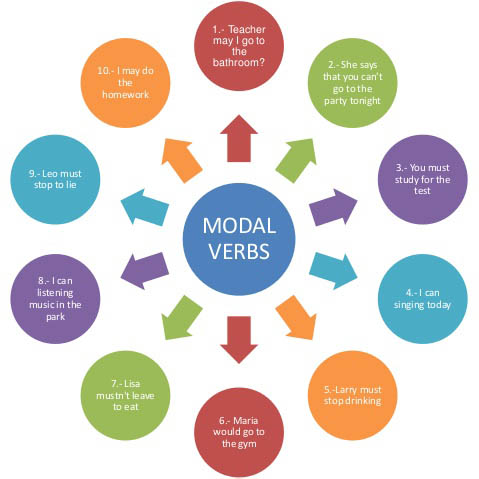 MODAL
VERBS
1.- Teacher
may I go to
the
bathroom?
2.- She says
that you can't
go to the
party tonight
3.- You must
study for the
test
4.- I can
singing today
5.-Larry must
stop drinking
6.- Maria
would go to
the gym
7.- Lisa
mustn't leave
to eat
8.- I can
listening
music in the
park
9.- Leo must
stop to lie
10.- I may do
the
homework